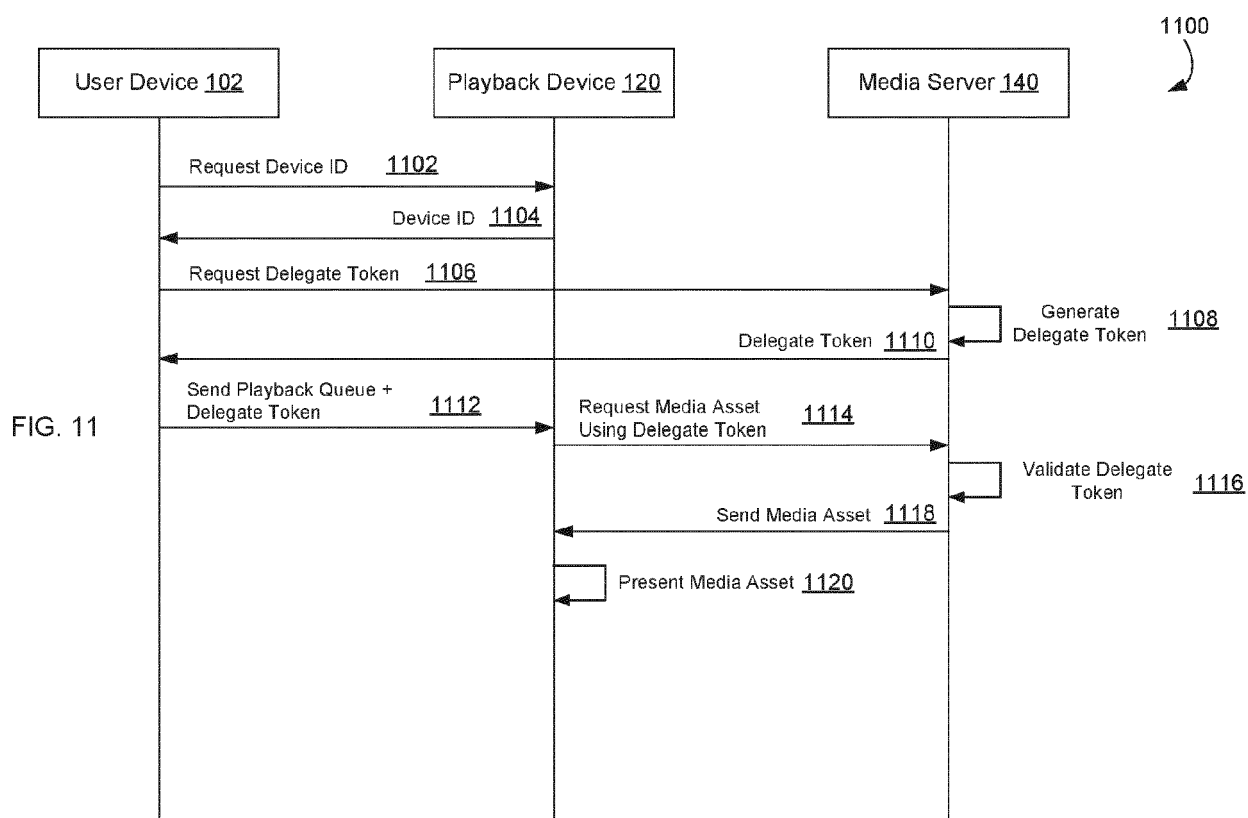 1100
User Device 102
Playback Device 120
Media Server 140
Request Device ID 1102
Device ID 1104
Request Delegate Token 1106
Generate
Delegate Token 1108
Delegate Token 1110
Send Playback Queue +
Delegate Token 1112
Request Media Asset
Using Delegate Token 1114
FIG. 11
Validate Delegate
Token 1116
Send Media Asset 1118
Present Media Asset 1120